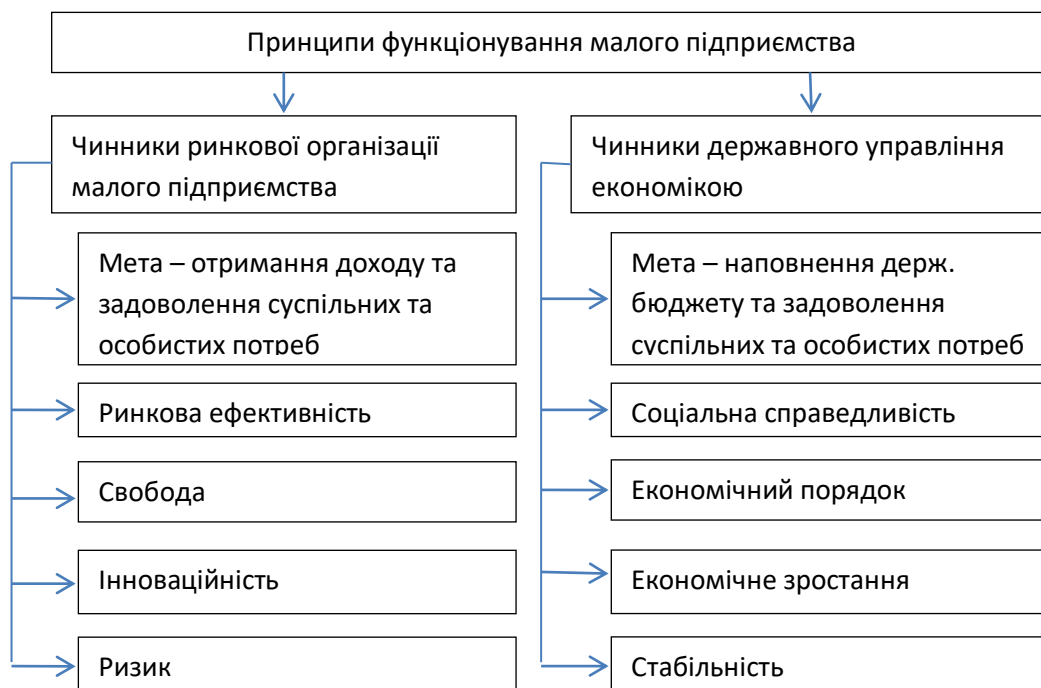 Принципи функціонування малого підприємства
Чинники ринкової організації
малого підприємства
Мета – отримання доходу та
задоволення суспільних та
особистих потреб
Ринкова ефективність
Свобода
Інноваційність
Ризик
Чинники державного управління
економікою
Мета – наповнення держ.
бюджету та задоволення
суспільних та особистих потреб
Соціальна справедливість
Економічний порядок
Економічне зростання
Стабільність